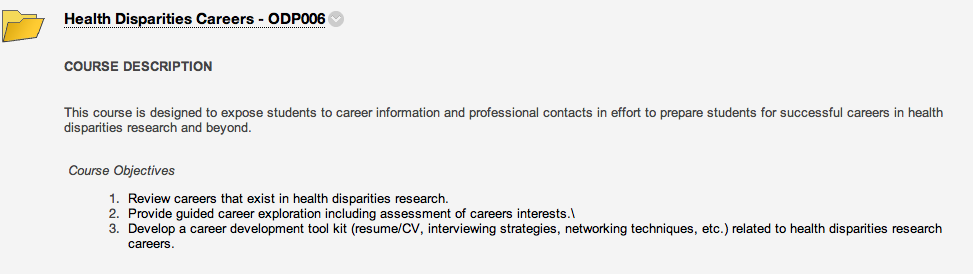 Health Disparities Careers - ODP006
COURSE DESCRIPTION
This course is designed to expose students to career information and professional contacts in effort to prepare students for successful careers in health
disparities research and beyond.
Course Objectives
1. Review careers that exist in health disparities research.
2. Provide guided career exploration including assessment of careers interests.\
3. Develop a career development tool kit (resume/CV, interviewing strategies, networking techniques, etc.) related to health disparities research
careers.